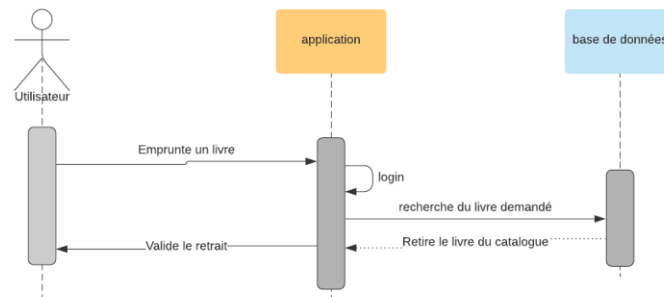 application
base de données
Utilisateur
Emprunte un livre
login
recherche du livre demandé
Retire le livre du catalogue
Valide le retrait